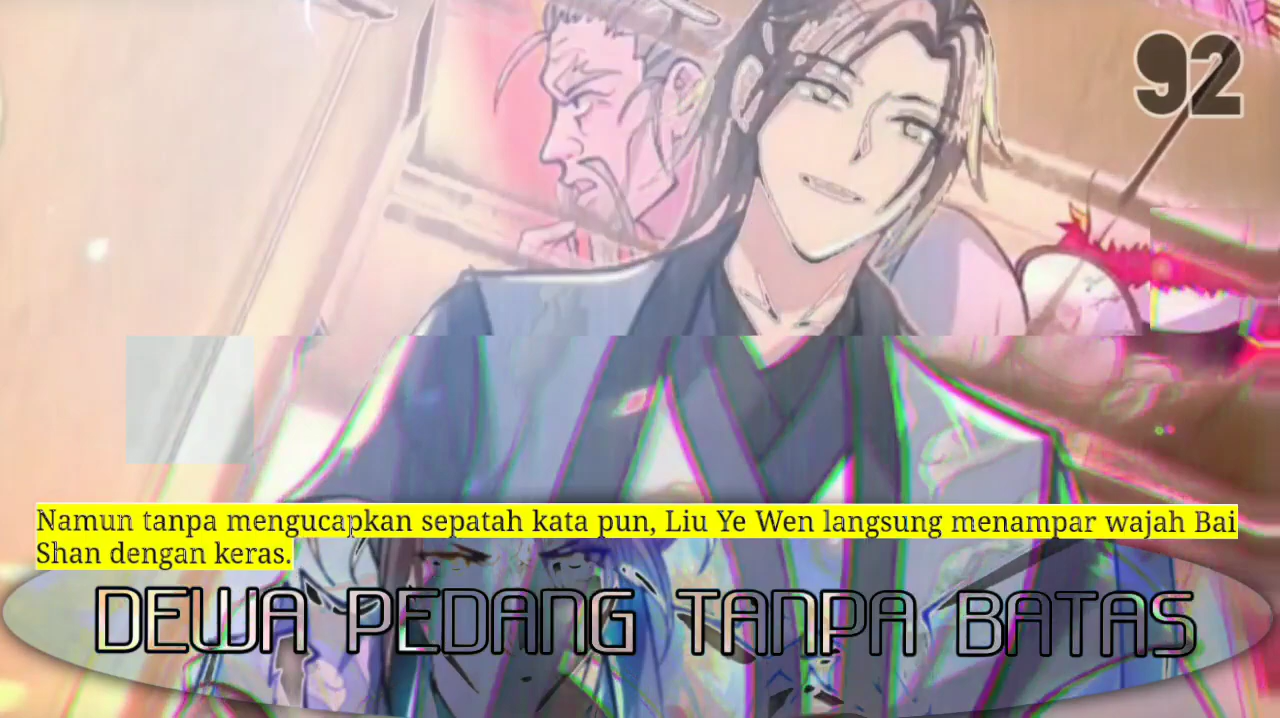 92
Namun tanpa mengucapkan sepatah kata pun, Liu Ye Wen langsung menampar wajah Bai
Shan dengan keras.
DEWA PEDANG TANPA BATAS